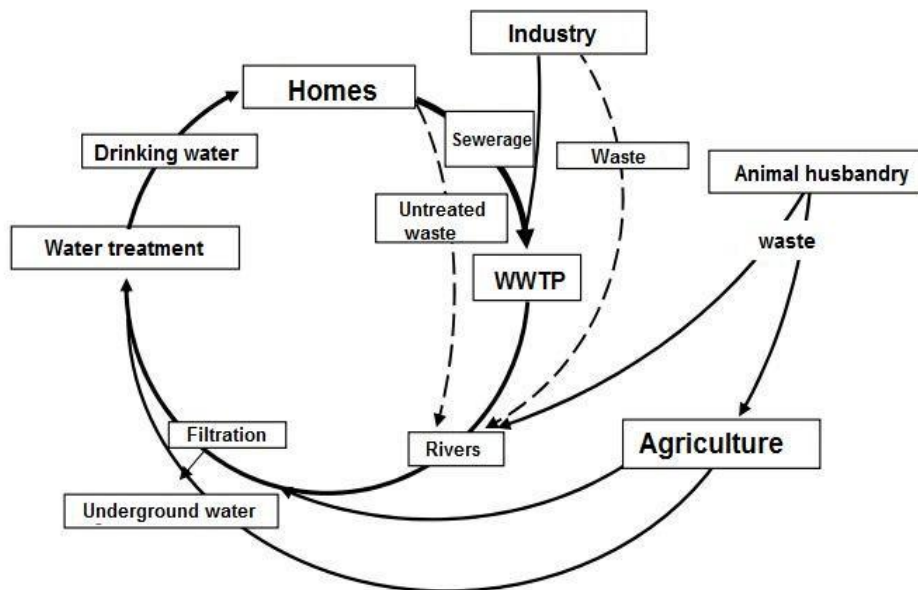 Industry
Homes
Sewerage
Drinking water
Waste
Animal husbandry
Untreated
waste
Water treatment
waste
WWTP
Filtration
Rivers
Agriculture
Underground water